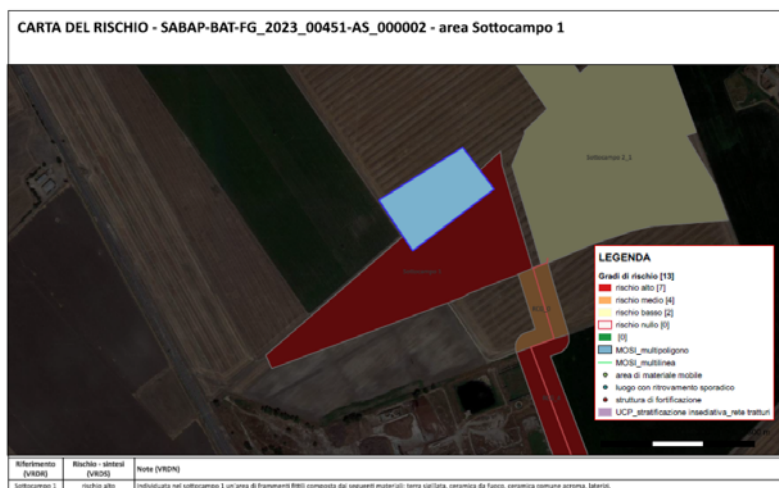 CARTA DEL RISCHIO - SABAP-BAT-FG_2023_00451-AS_000002 - area Sottocampo 1
Sottocampo 2_3
Sottocampo 1
LEGENDA
Gradi di rischio [13]
rischio alto [7]
rischio medio [4]
rischio basso [2]
rischio nullo [0]
[0]
MOSI_multipoligono
MOSI_multilinea
area di materiale mobile
luogo con ritrovamento sporadico
struttura di fortificazione
UCP_stratificazione insediativa_rete tratturi
Riferimento (VRDR) Rischio - sintesi (VRDS) Note (VRDN)
Sottocampo 1 rischio alto Individuata nel sottocampo 1 un'area di frammenti fittili composta dai seguenti materiali: terra sigillata, ceramica da fuoco, ceramica comune acroma, laterizi.